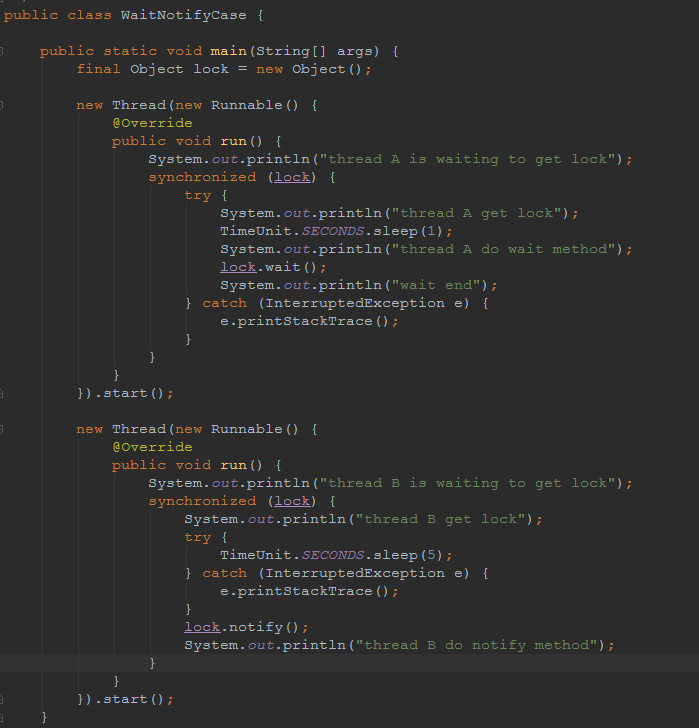 public class WaitNotifyCase {
public static void main(String[] args) {
final Object lock = new Object();
new Thread(new Runnable() {
@Override
public void run() {
System.out.println("thread A is waiting to get lock");
synchronized (lock) {
try {
System.out.println("thread A get lock");
TimeUnit.SECONDS.sleep(1);
System.out.println("thread A do wait method");
lock.wait();
System.out.println("wait end");
} catch (InterruptedException e) {
e.printStackTrace();
}
}
}
}).start();
new Thread(new Runnable() {
@Override
public void run() {
System.out.println("thread B is waiting to get lock");
synchronized (lock) {
System.out.println("thread B get lock");
try {
TimeUnit.SECONDS.sleep(5);
} catch (InterruptedException e) {
e.printStackTrace();
}
lock.notify();
System.out.println("thread B do notify method");
}
}
}).start();
}